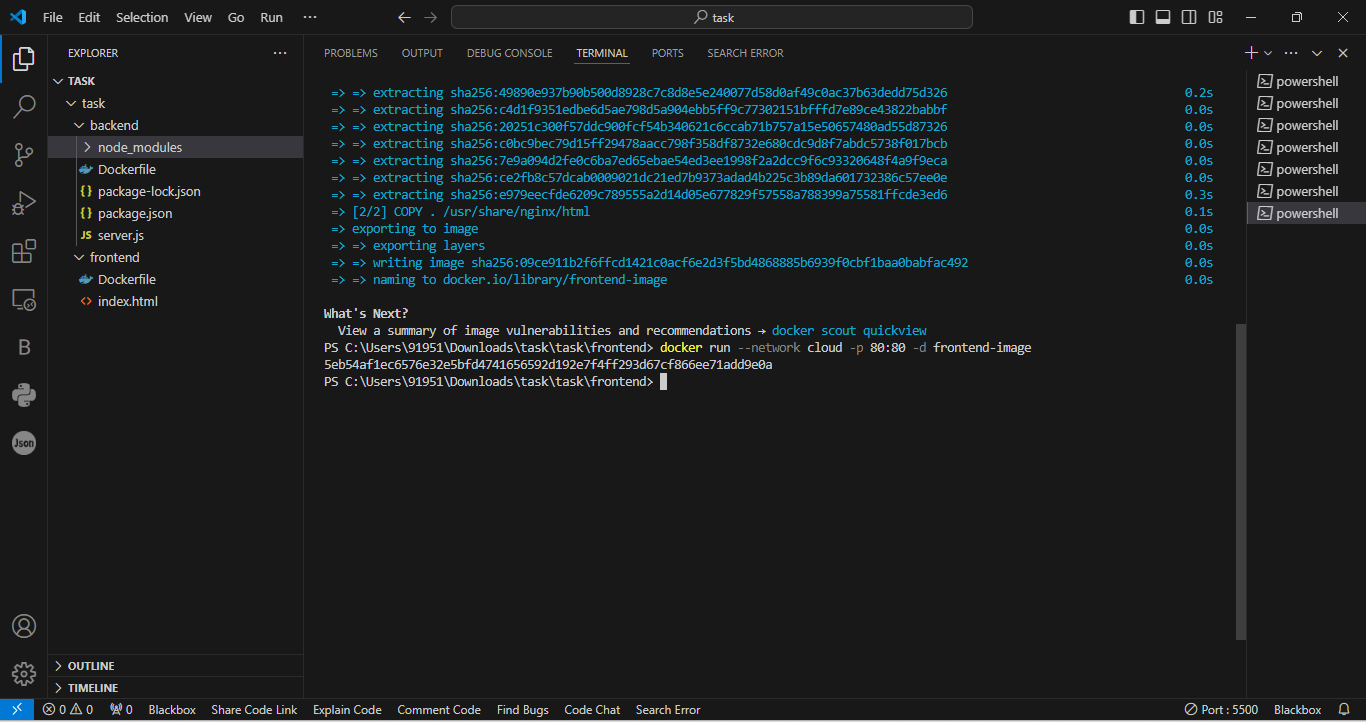 File Edit Selection View Go Run ··· task
EXPLORER ···
TASK
task
backend
node_modules
Dockerfile
{} package-lock.json
{} package.json
JS server.js
frontend
Dockerfile
<> index.html
OUTLINE
TIMELINE
PROBLEMS OUTPUT DEBUG CONSOLE TERMINAL PORTS SEARCH ERROR
=> => extracting sha256:49890e937b90b500d8928c7c8d8e5e240077d58d0af49c0ac37b63dedd75d326 0.2s
=> => extracting sha256:c4d1f9351edbe6d5ae798d5a904ebb5ff9c77302151bfffd7e89ce43822babbf 0.0s
=> => extracting sha256:20251c300f57ddc900fcf54b340621c6ccab71b757a15e50657480ad55d87326 0.0s
=> => extracting sha256:c0bc9bec79d15ff29478aacc798f358df8732e680cdc9d8f7abdc5738f017bcb 0.0s
=> => extracting sha256:7e9a094d2fe0c6ba7ed65ebae54ed3ee1998f2a2dcc9f6c93320648f4a9f9eca 0.0s
=> => extracting sha256:ce2fb8c57dcab0009021dc21ed7b9373adad4b225c3b89da601732386c57ee0e 0.0s
=> => extracting sha256:e979eecfde6209c789555a2d14d05e677829f57558a788399a75581ffcde3ed6 0.3s
=> [2/2] COPY . /usr/share/nginx/html 0.1s
=> exporting to image 0.0s
=> => exporting layers 0.0s
=> => writing image sha256:09ce911b2f6ffcd1421c0acf6e2d3f5bd4868885b6939f0cbf1baa0babfac492 0.0s
=> => naming to docker.io/library/frontend-image 0.0s
What's Next?
View a summary of image vulnerabilities and recommendations → docker scout quickview
PS C:\Users\91951\Downloads\task\task\frontend> docker run --network cloud -p 80:80 -d frontend-image
5eb54af1ec6576e32e5bfd4741656592d192e7f4ff293d67cf866ee71add9e0a
PS C:\Users\91951\Downloads\task\task\frontend>
powershell
powershell
powershell
powershell
powershell
powershell
powershell
B
Json
0 0 0 Blackbox Share Code Link Explain Code Comment Code Find Bugs Code Chat Search Error Port : 5500 Blackbox